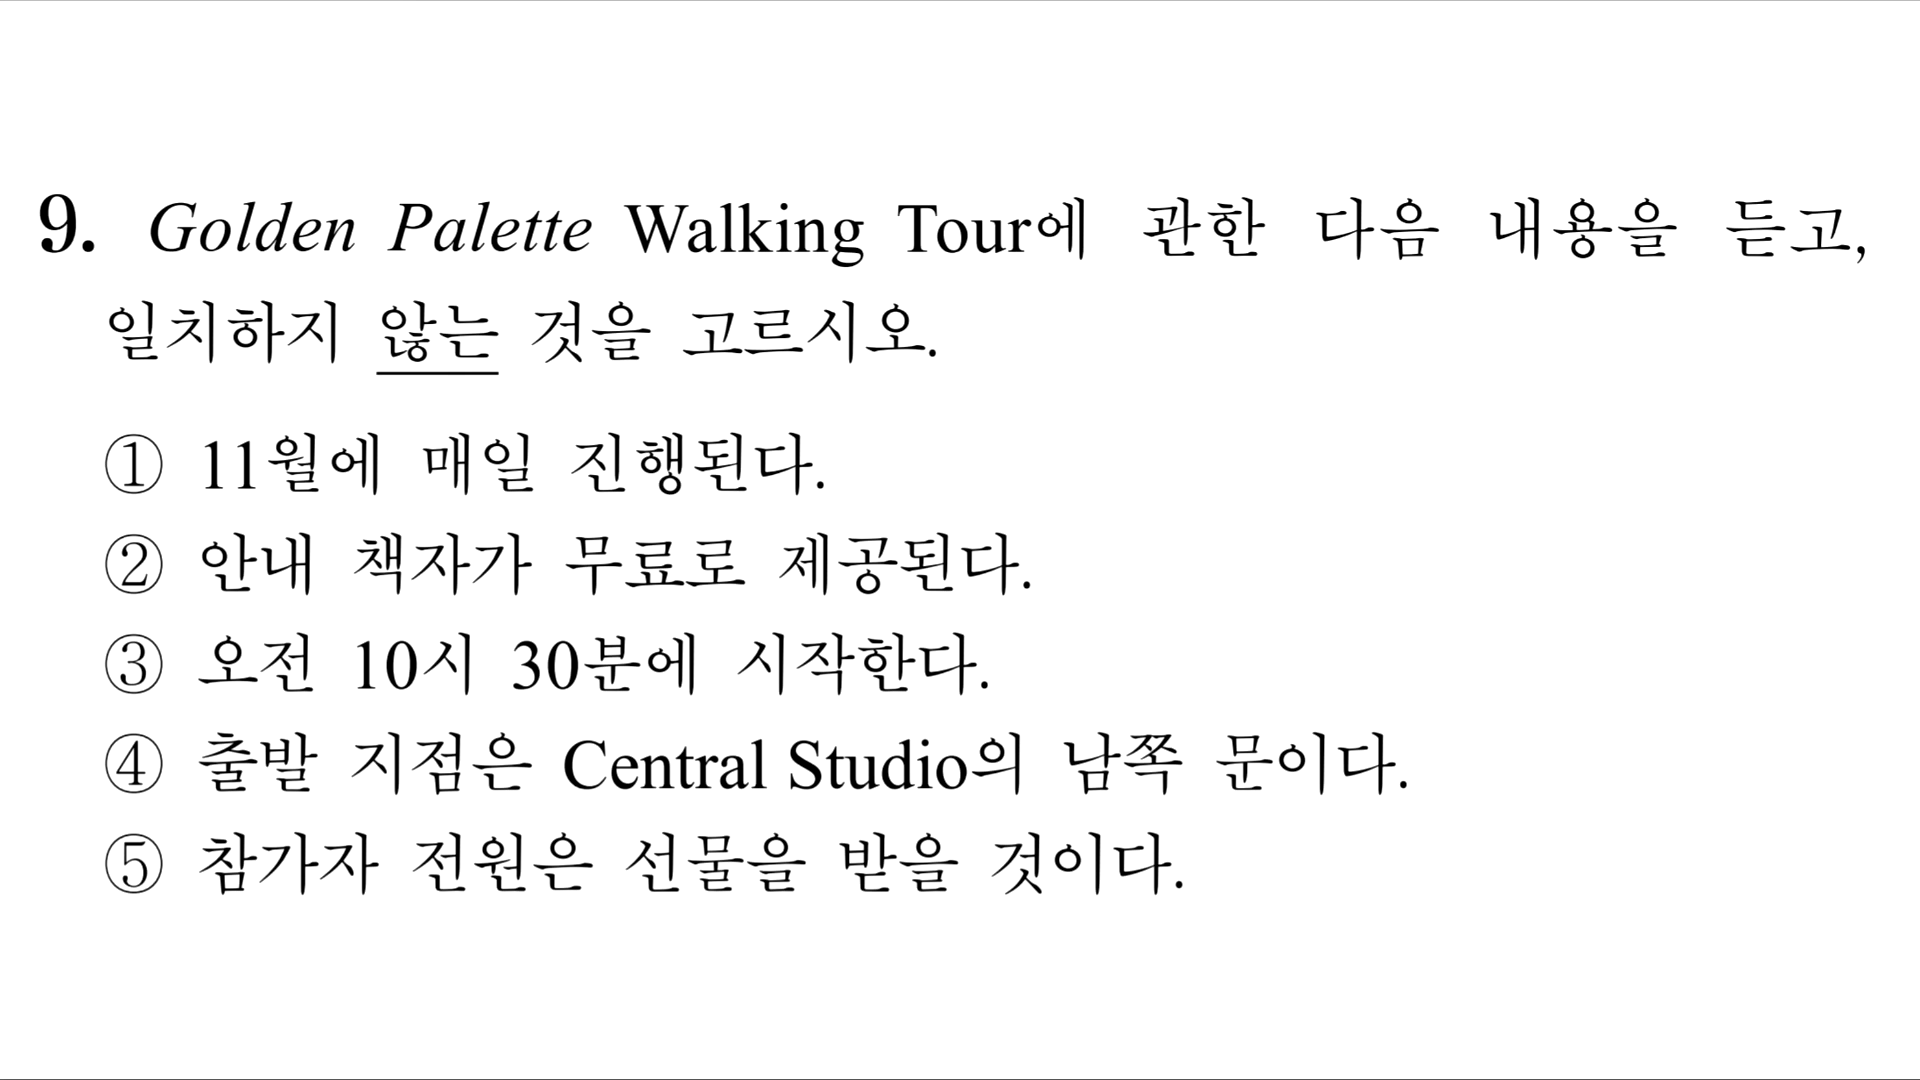 9. Golden Palette Walking Tour에 관한 다음 내용을 듣고,
일치하지 않는 것을 고르시오.
① 11월에 매일 진행된다.
② 안내 책자가 무료로 제공된다.
③ 오전 10시 30분에 시작한다.
④ 출발 지점은 Central Studio의 남쪽 문이다.
⑤ 참가자 전원은 선물을 받을 것이다.